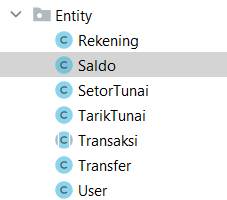 Entity
Rekening
Saldo
SetorTunai
TarikTunai
Transaksi
Transfer
User